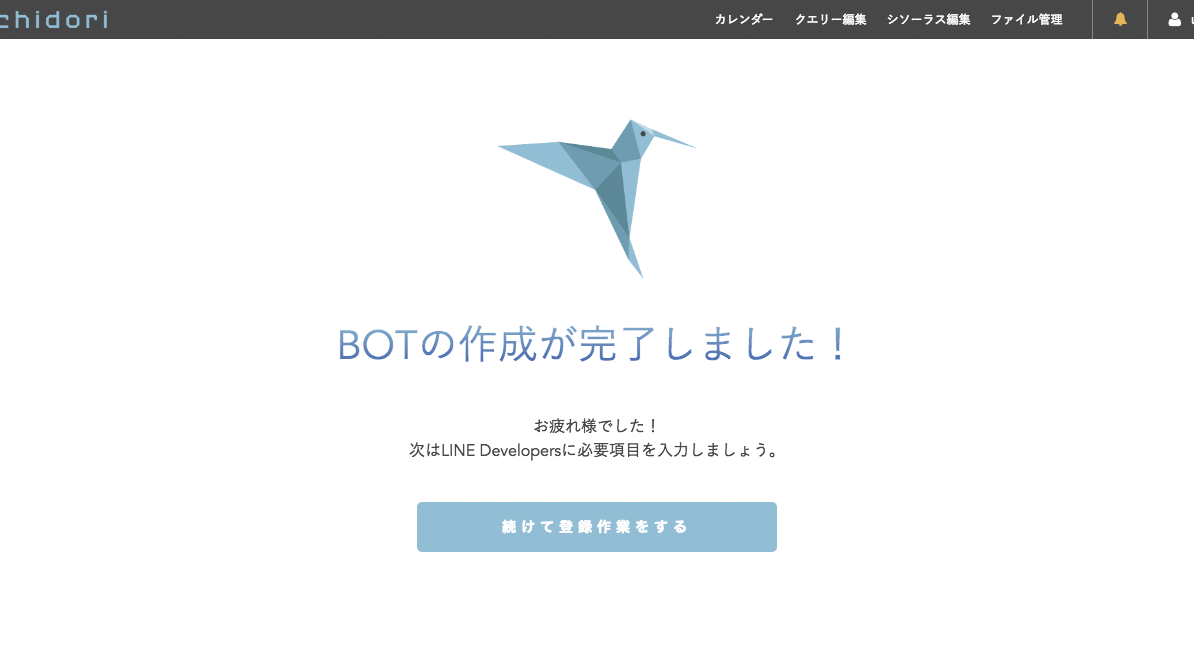 chidori
カレンダー クエリー編集 シソーラス編集 ファイル管理
BOTの作成が完了しました！
お疲れ様でした！
次はLINE Developersに必要項目を入力しましょう。
続けて登録作業をする